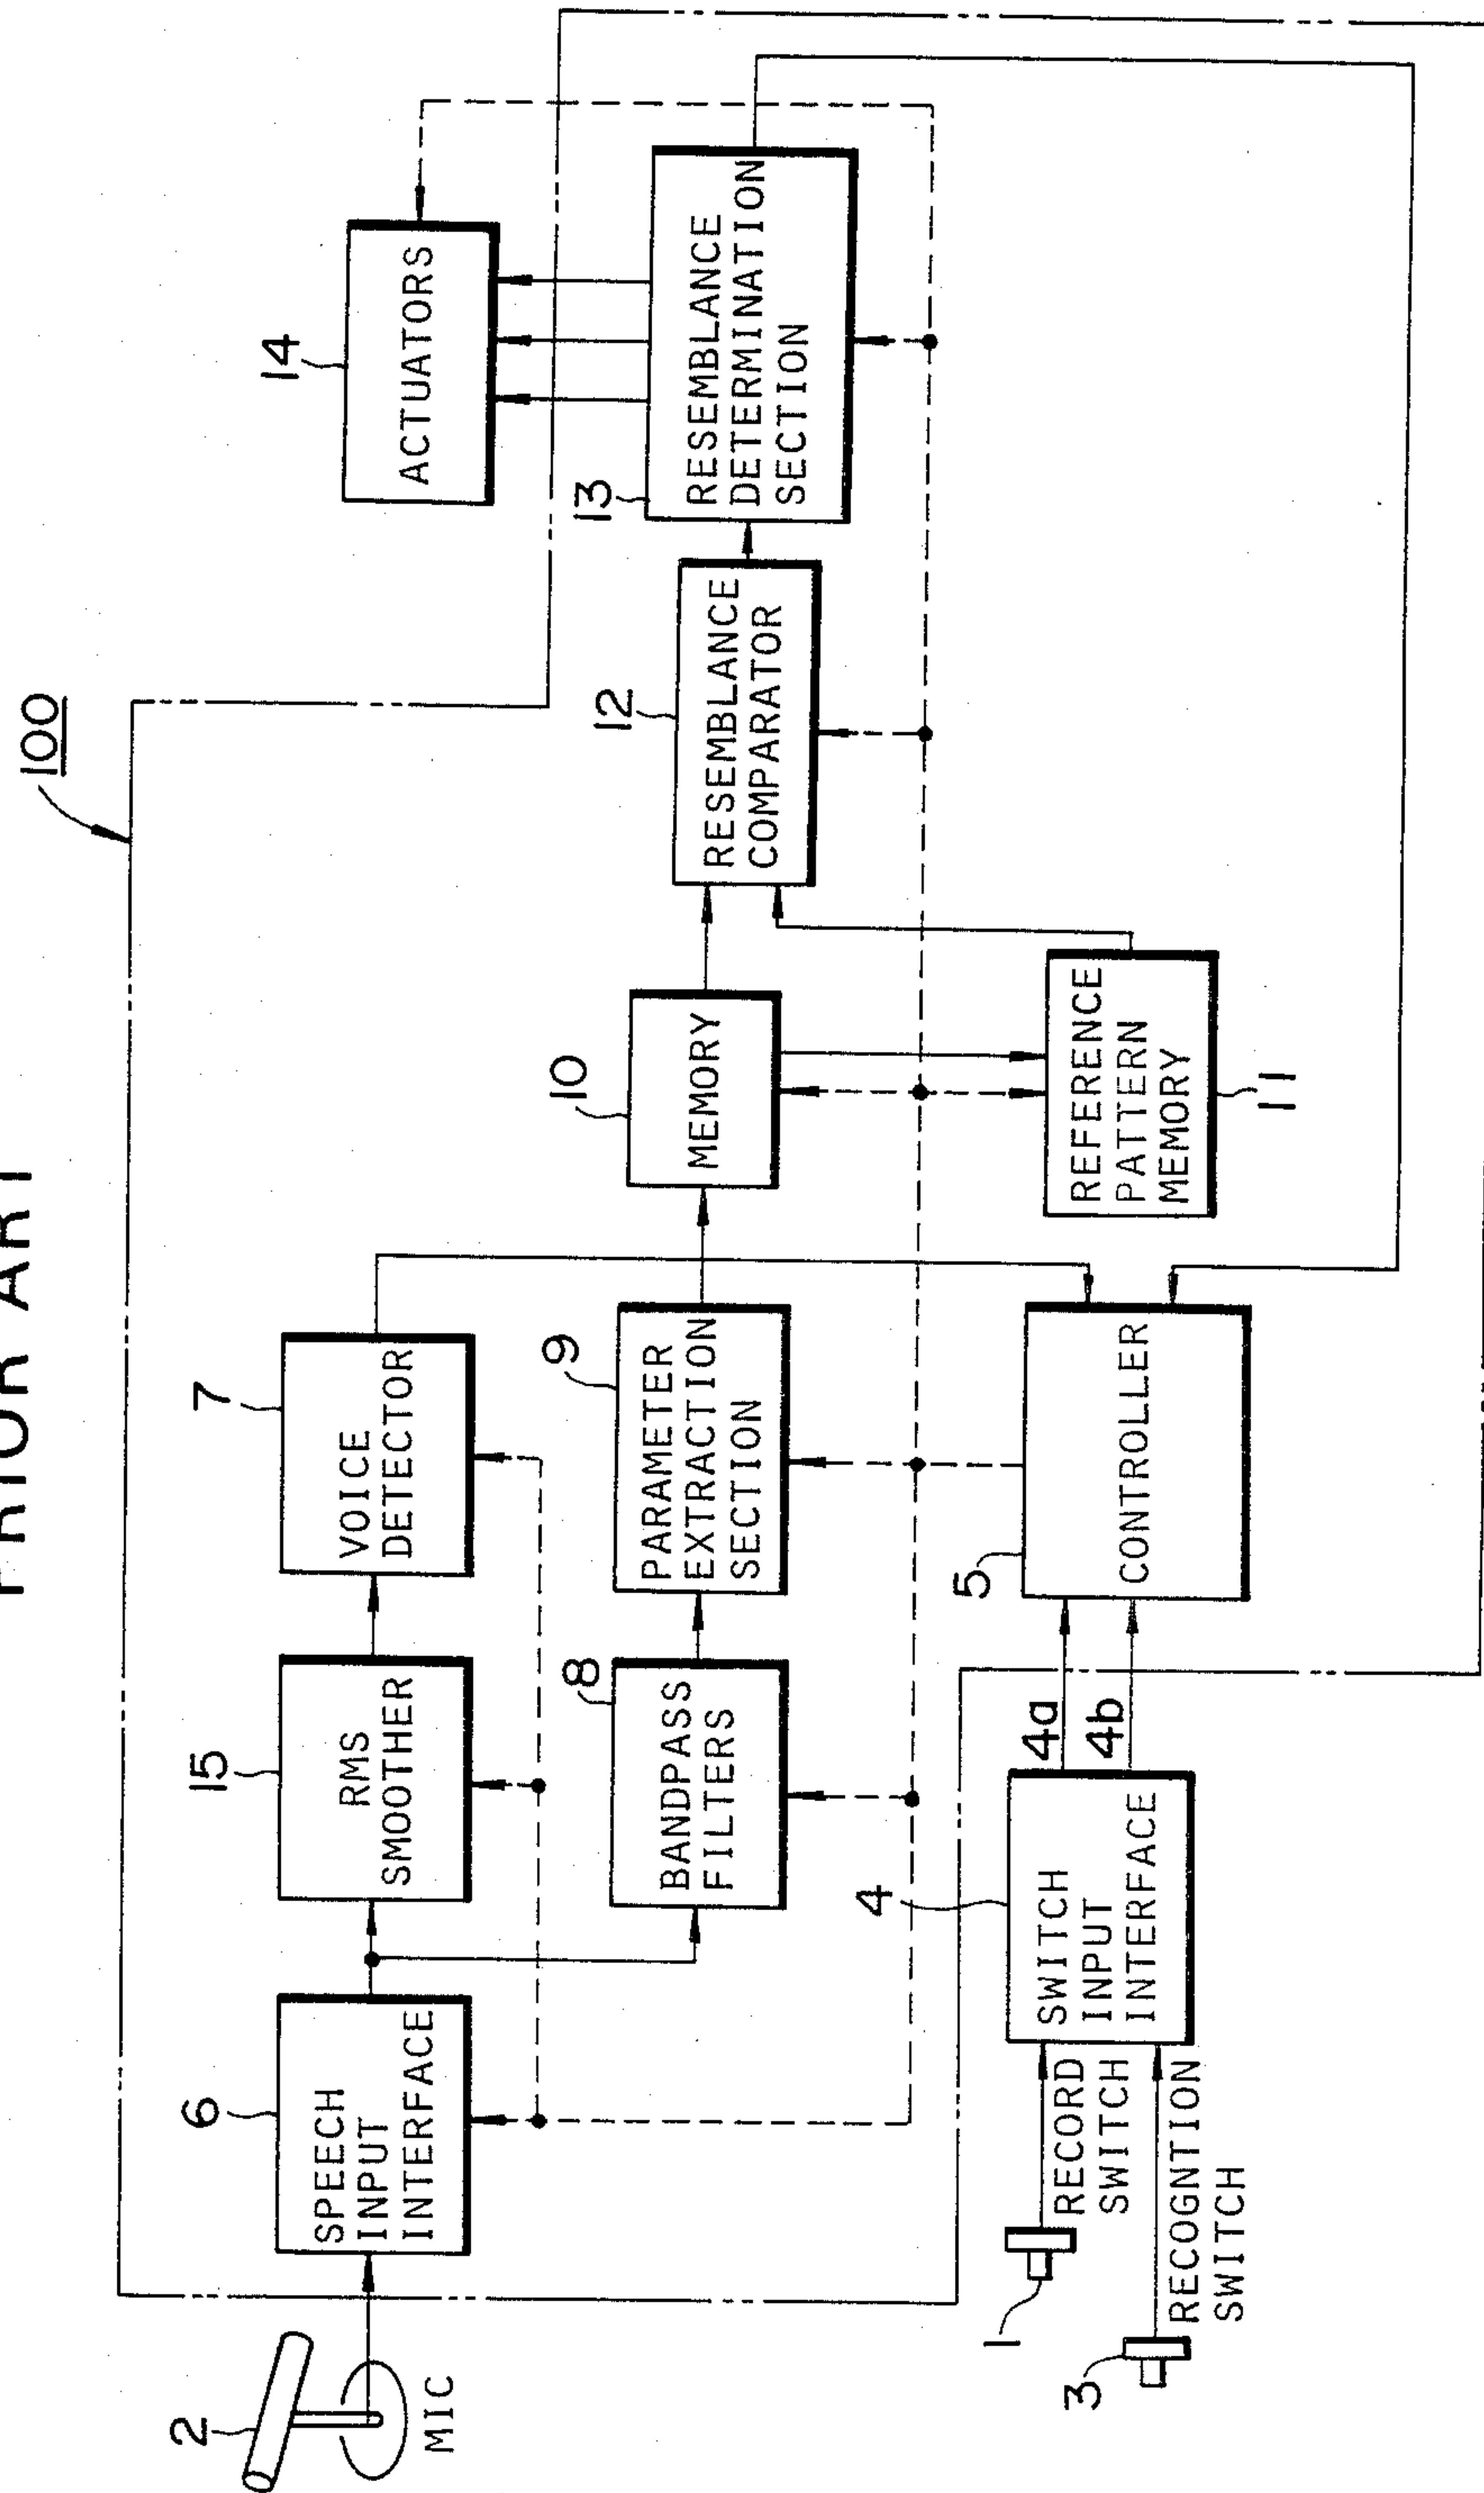 PRIOR ART
100
2
MIC
6
SPEECH
INPUT
INTERFACE
15
RMS
SMOOTHER
7
VOICE
DETECTOR
8
BANDPASS
FILTERS
9
PARAMETER
EXTRACTION
SECTION
10
MEMORY
12
RESEMBLANCE
COMPARATOR
13
RESEMBLANCE
DETERMINATION
SECTION
14
ACTUATORS
1
RECORD
SWITCH
3
RECOGNTION
SWITCH
4
SWITCH
INPUT
INTERFACE
4a
4b
5
CONTROLLER
REFERENCE
PATTERN
MEMORY
11